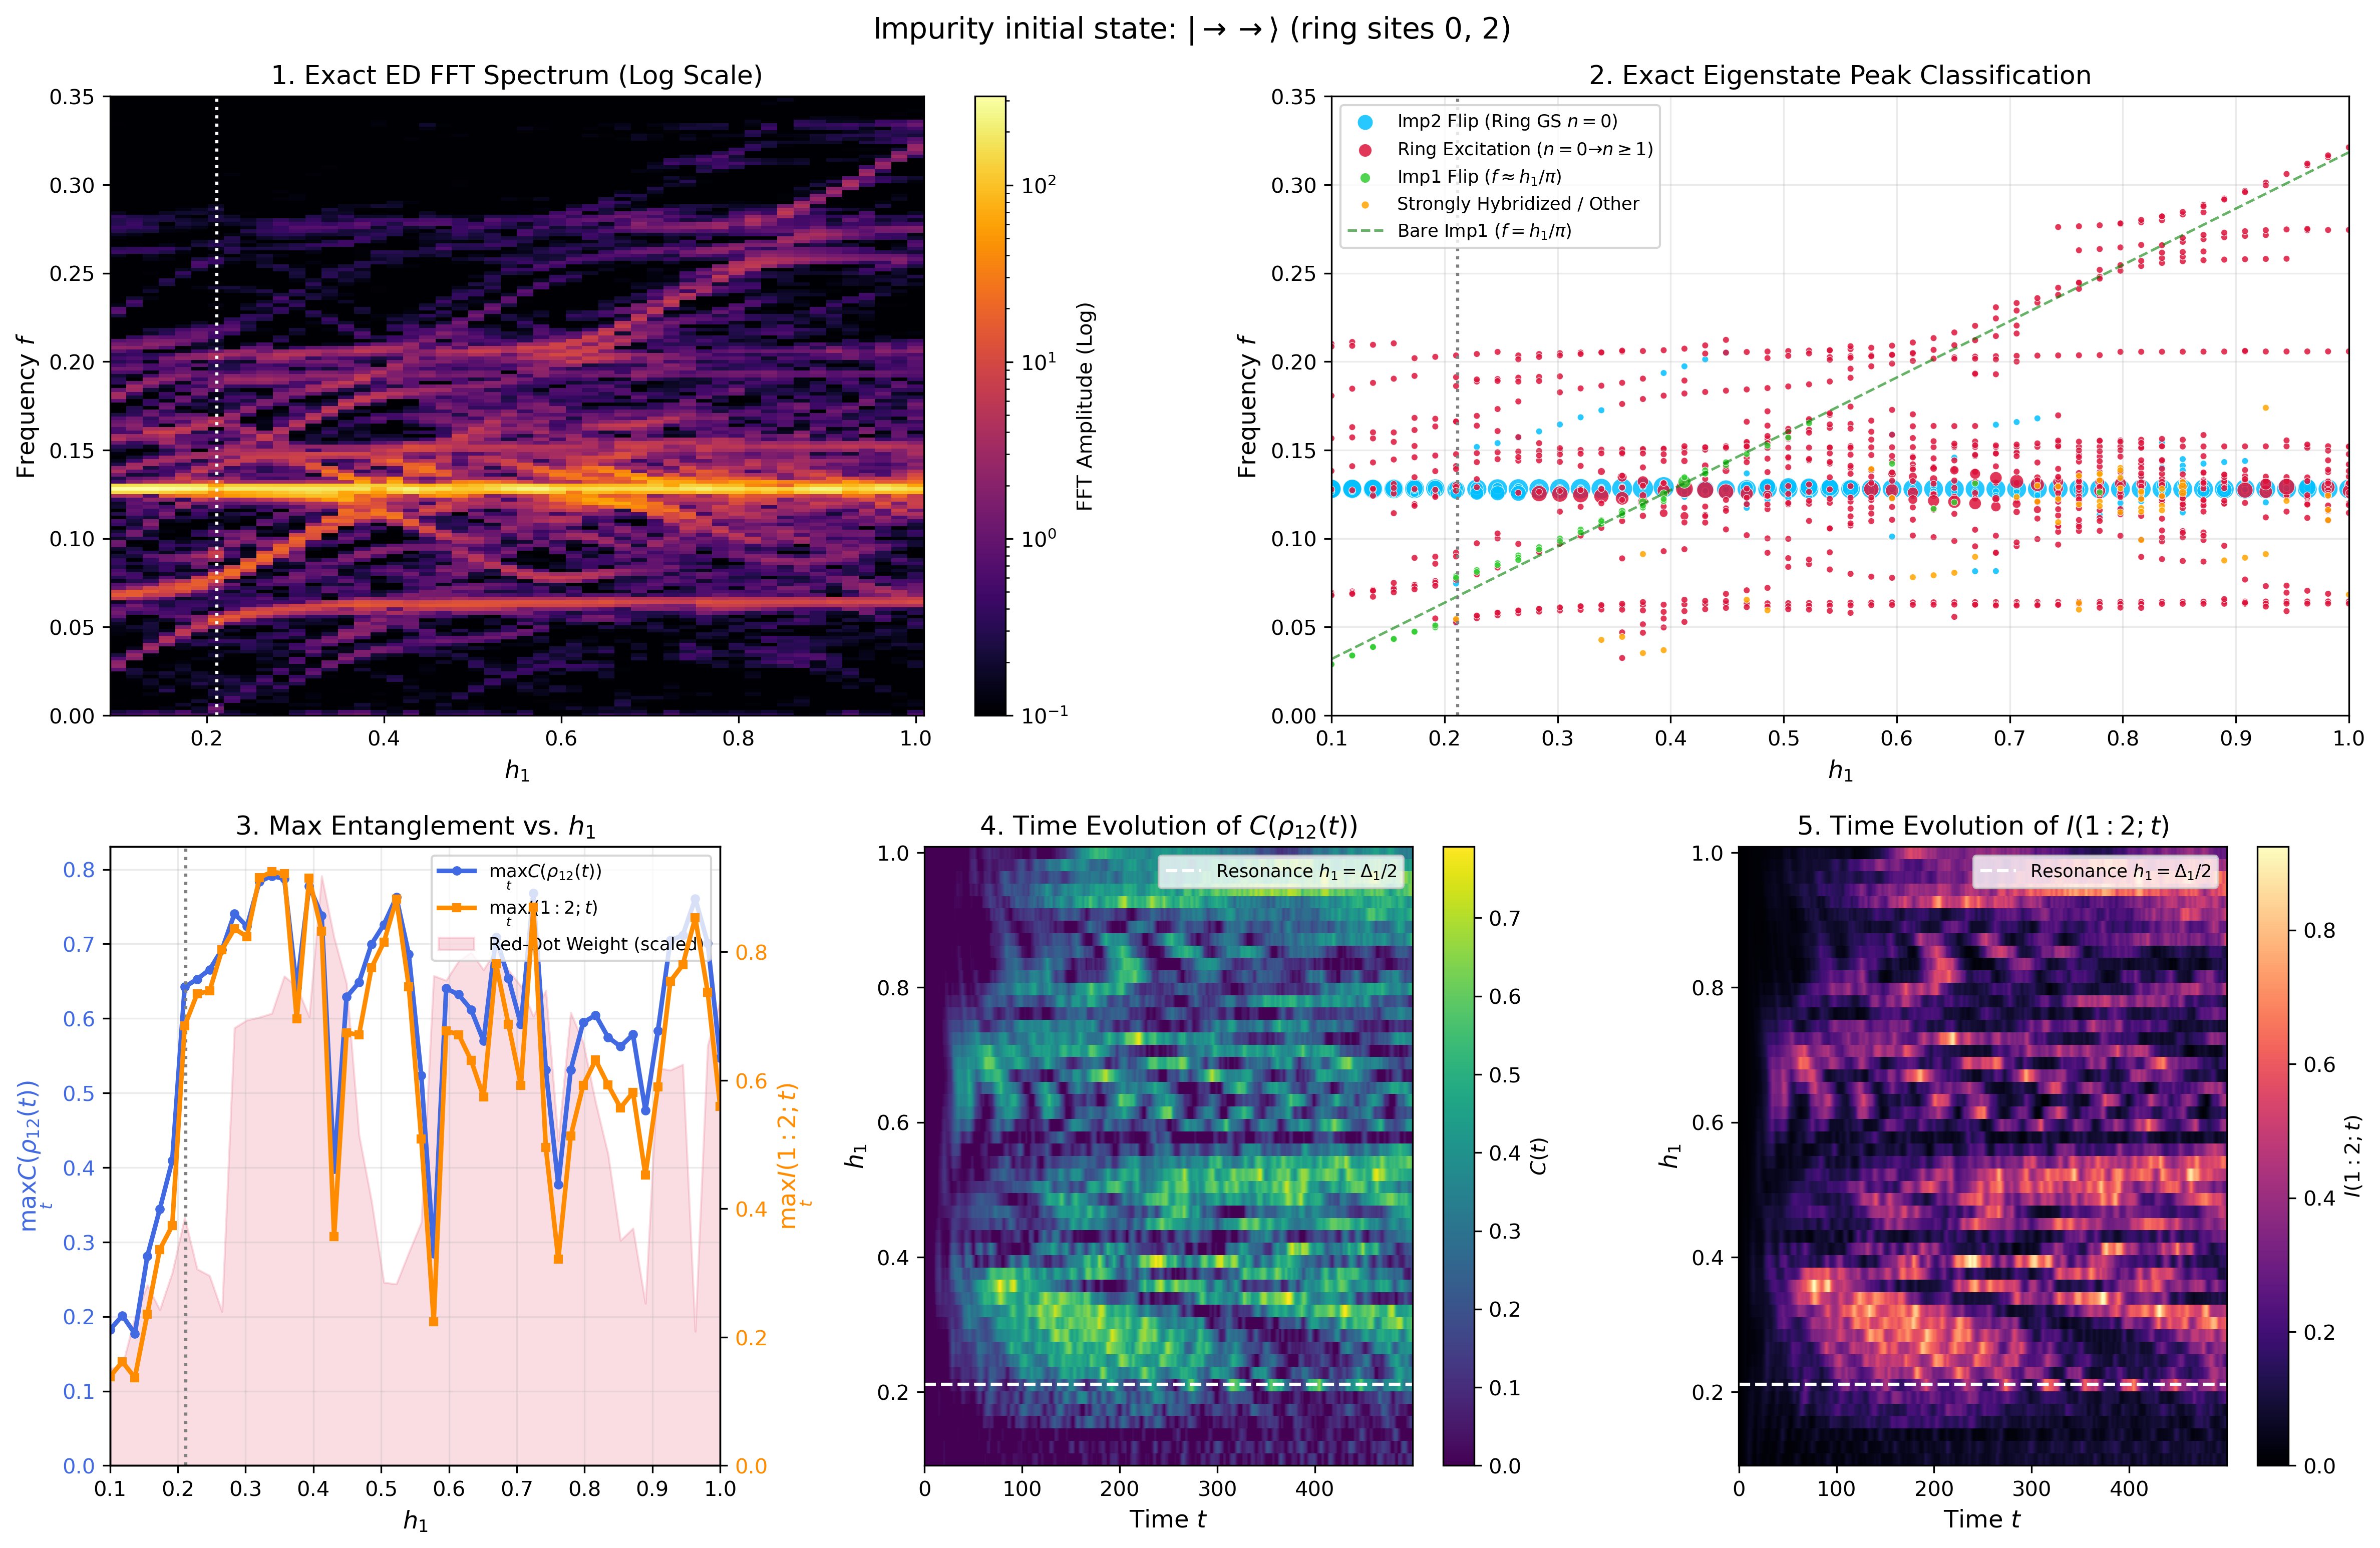 Impurity initial state: |→→⟩ (ring sites 0, 2)
1. Exact ED FFT Spectrum (Log Scale)
Frequency f
0.35
0.30
0.25
0.20
0.15
0.10
0.05
0.00
0.2
0.4
0.6
0.8
1.0
h₁
10²
10¹
10⁰
10⁻¹
FFT Amplitude (Log)
2. Exact Eigenstate Peak Classification
Imp2 Flip (Ring GS n = 0)
Ring Excitation (n = 0→n ≥ 1)
Imp1 Flip (f ≈ h₁/π)
Strongly Hybridized / Other
Bare Imp1 (f = h₁/π)
Frequency f
0.35
0.30
0.25
0.20
0.15
0.10
0.05
0.00
0.1
0.2
0.3
0.4
0.5
0.6
0.7
0.8
0.9
1.0
h₁
3. Max Entanglement vs. h₁
max C(ρ₁₂(t))
t
max I(1 : 2; t)
t
Red-Dot Weight (scaled)
max C(ρ₁₂(t))
t
0.8
0.7
0.6
0.5
0.4
0.3
0.2
0.1
0.0
0.1
0.2
0.3
0.4
0.5
0.6
0.7
0.8
0.9
1.0
h₁
0.8
0.6
0.4
0.2
0.0
max I(1 : 2; t)
t
4. Time Evolution of C(ρ₁₂(t))
Resonance h₁ = Δ₁/2
h₁
1.0
0.8
0.6
0.4
0.2
0
100
200
300
400
Time t
0.7
0.6
0.5
0.4
0.3
0.2
0.1
0.0
C(t)
5. Time Evolution of I(1 : 2; t)
Resonance h₁ = Δ₁/2
h₁
1.0
0.8
0.6
0.4
0.2
0
100
200
300
400
Time t
0.8
0.6
0.4
0.2
0.0
I(1 : 2; t)